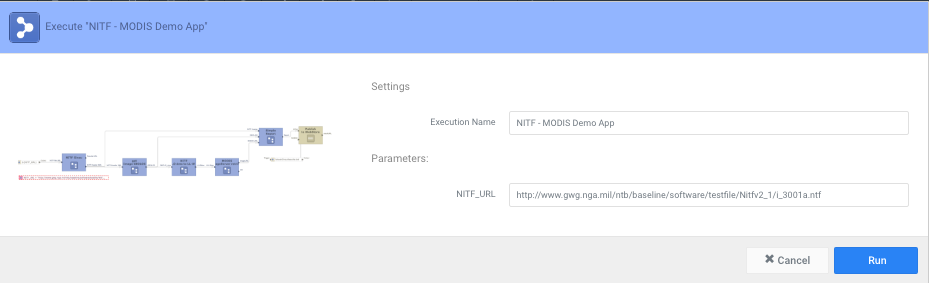 Execute "NITF - MODIS Demo App"
Settings
Execution Name
NITF - MODIS Demo App
Parameters:
NITF_URL
http://www.gwg.nga.mil/ntb/baseline/software/testfile/Nitfv2_1/i_3001a.ntf
Cancel
Run